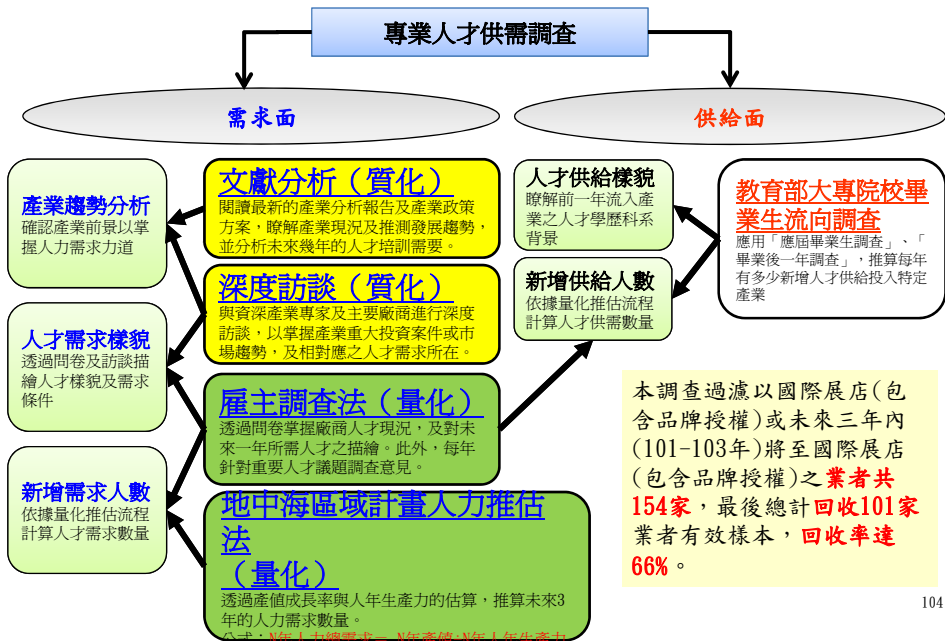 專業人才供需調查
需求面
供給面
產業趨勢分析
確認產業前景以掌
握人力需求力道
人才需求樣貌
透過問卷及訪談描
繪人才樣貌及需求
條件
新增需求人數
依據量化推估流程
計算人才需求數量
文獻分析（質化）
閱讀最新的產業分析報告及產業政策
方案，瞭解產業現況及推測發展趨勢，
並分析未來幾年的人才培訓需要。
深度訪談（質化）
與資深產業專家及主要廠商進行深度
訪談，以掌握產業重大投資案件或市
場趨勢，及相對應之人才需求所在。
雇主調查法（量化）
透過問卷掌握廠商人才現況，及對未
來一年所需人才之描繪。此外，每年
針對重要人才議題調查意見。
地中海區域計畫人力推估
法
（量化）
透過產值成長率與人年生產力的估算，推算未來3
年的人力需求數量。
公式：N年人力總需求＝ N年產值÷N年人年生產力
人才供給樣貌
瞭解前一年流入產
業之人才學歷科系
背景
新增供給人數
依據量化推估流程
計算人才供需數量
教育部大專院校畢
業生流向調查
應用「應屆畢業生調查」、「
畢業後一年調查」，推算每年
有多少新增人才供給投入特定
產業
本調查過濾以國際展店(包
含品牌授權)或未來三年內
(101-103年)將至國際展店
(包含品牌授權)之業者共
154家，最後總計回收101家
業者有效樣本，回收率達
66%。
104